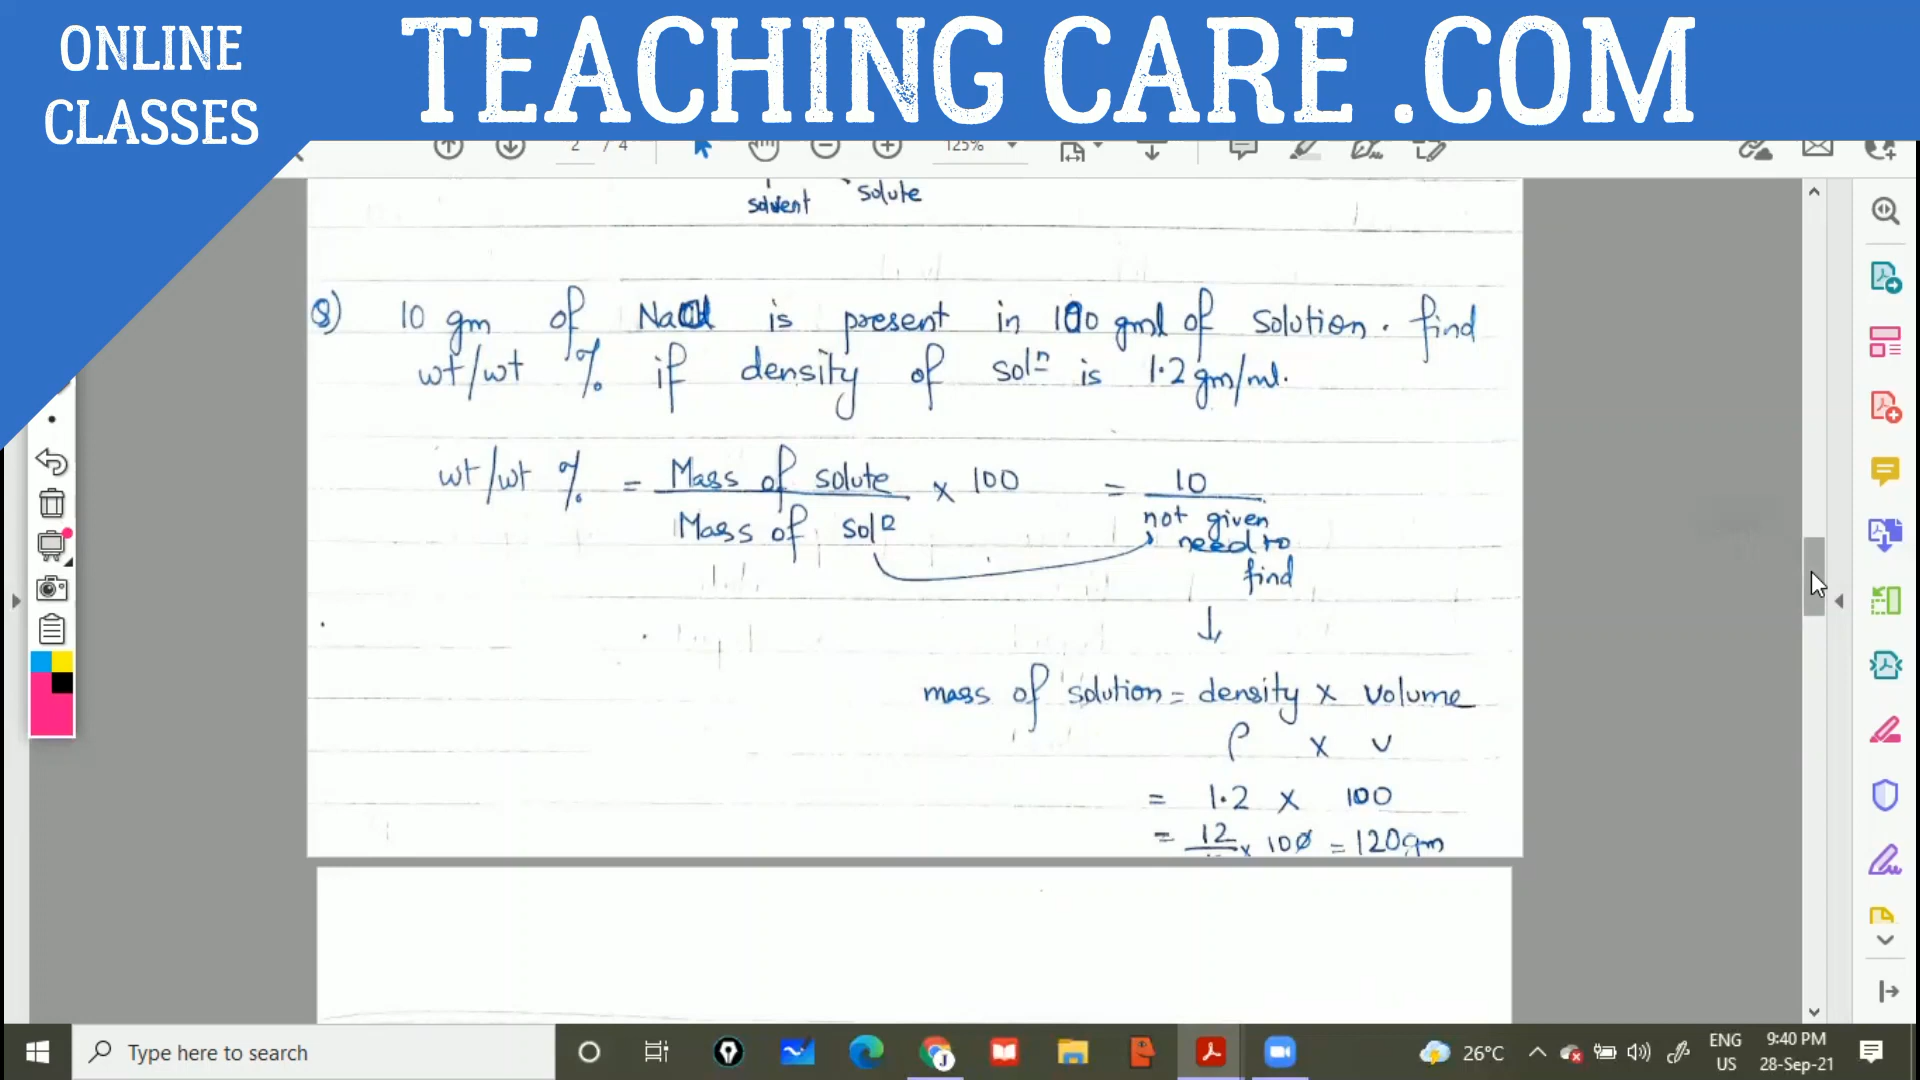 ONLINE
CLASSES
TEACHING CARE .COM
2 / 4
125%
solvent
solute
Q) 10 gm of NaCl is present in 100 gml of solution. find
wt/wt % if density of solⁿ is 1.2 gm/ml.
wt/wt % = Mass of solute / Mass of solⁿ × 100 = 10 / not given
need to
find
↓
mass of solution = density × volume
ρ × v
= 1.2 × 100
= 12 × 100 = 120gm
Type here to search
26°C
ENG
US
9:40 PM
28-Sep-21